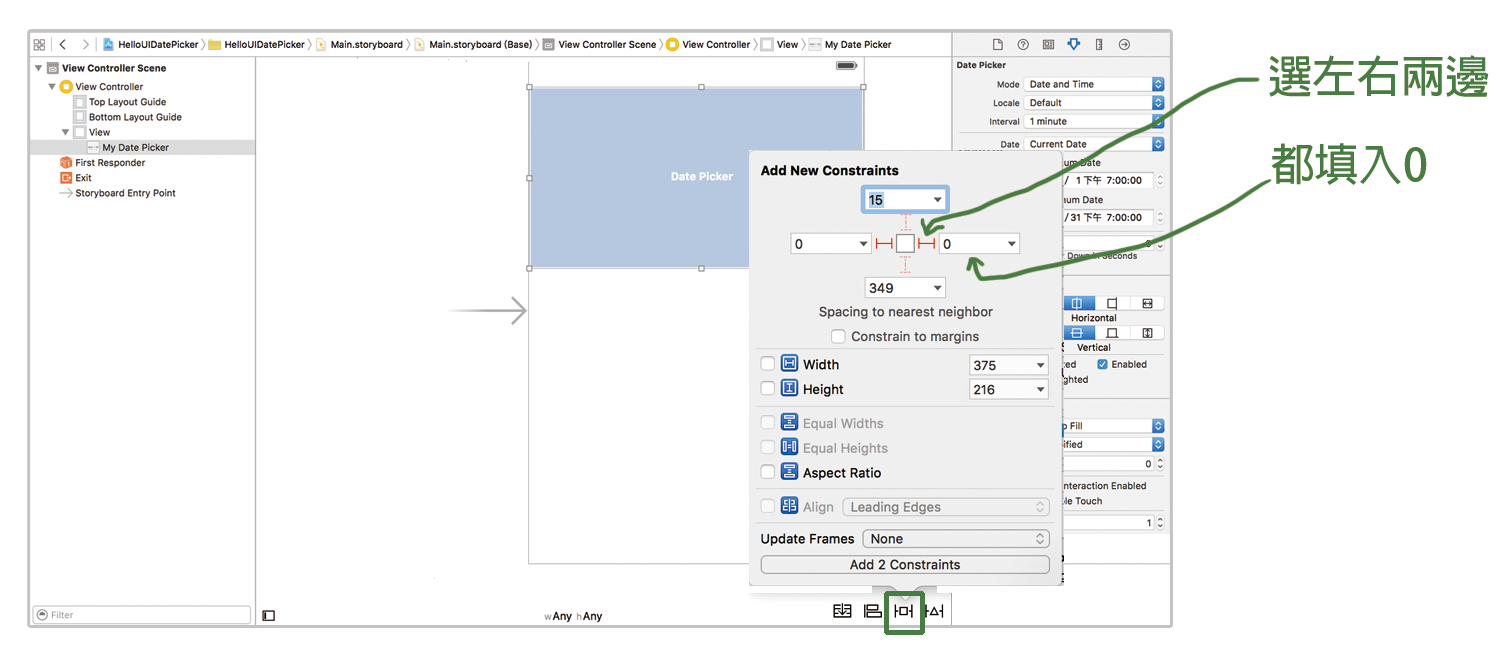 HelloUIDatePicker HelloUIDatePicker Main.storyboard Main.storyboard (Base) View Controller Scene View Controller View My Date Picker
View Controller Scene
View Controller
Top Layout Guide
Bottom Layout Guide
View
My Date Picker
First Responder
Exit
Storyboard Entry Point
Filter
Date Picker
wAny hAny
Date Picker
Mode Date and Time
Locale Default
Interval 1 minute
Date Current Date
um Date
/ 1 下午 7:00:00
num Date
/31 下午 7:00:00
Down in Seconds
Horizontal
Vertical
ted Enabled
ghted
p Fill
ified
0
nteraction Enabled
le Touch
1
Add New Constraints
15
0 0
349
Spacing to nearest neighbor
Constrain to margins
Width 375
Height 216
Equal Widths
Equal Heights
Aspect Ratio
Align Leading Edges
Update Frames None
Add 2 Constraints
選左右兩邊
都填入0